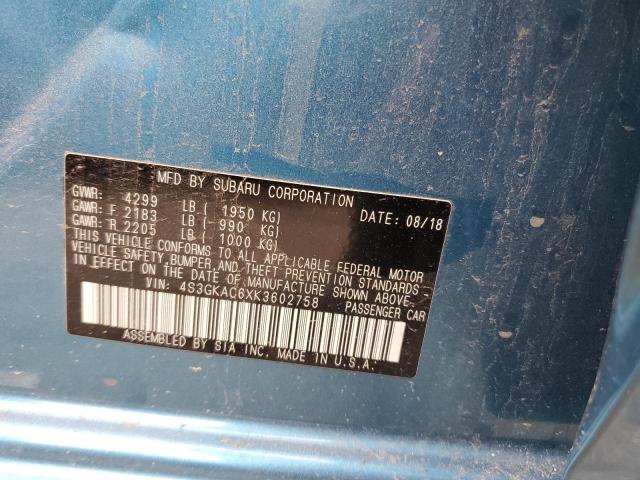 MFD BY SUBARU CORPORATION
GVWR: 4299 LB ( 1950 KG) DATE: 08/18
GAWR: F 2183 LB ( 990 KG)
GAWR: R 2205 LB ( 1000 KG)
THIS VEHICLE CONFORMS TO ALL APPLICABLE FEDERAL MOTOR
VEHICLE SAFETY, BUMPER, AND THEFT PREVENTION STANDARDS
IN EFFECT ON THE DATE OF MANUFACTURE SHOWN ABOVE.
VIN: 4S3GKAC6XK3602758 PASSENGER CAR
ASSEMBLED BY SIA INC. MADE IN U.S.A.